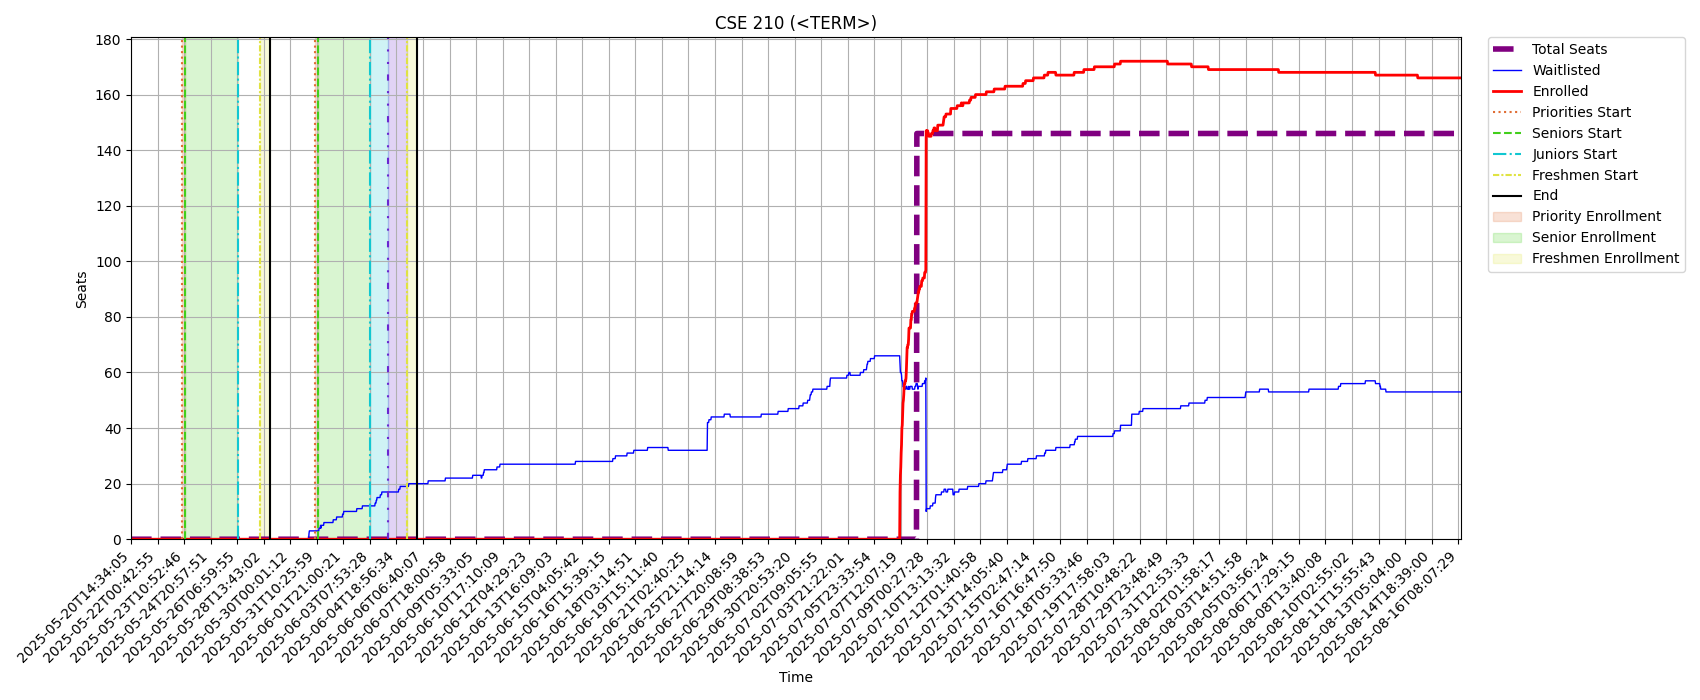 CSE 210 (<TERM>)
180
160
140
120
100
80
60
40
20
0
Seats
2025-05-20T14:34:05
2025-05-22T00:42:55
2025-05-23T10:52:46
2025-05-24T20:57:51
2025-05-26T06:59:55
2025-05-28T13:43:02
2025-05-30T00:01:12
2025-05-31T10:25:59
2025-06-01T21:00:21
2025-06-03T07:53:28
2025-06-04T18:56:34
2025-06-06T06:40:07
2025-06-07T18:00:58
2025-06-09T05:33:05
2025-06-10T17:10:09
2025-06-12T04:29:23
2025-06-13T16:09:03
2025-06-15T04:05:42
2025-06-16T15:39:15
2025-06-18T03:14:51
2025-06-19T15:11:40
2025-06-21T02:40:25
2025-06-25T21:14:14
2025-06-27T20:08:59
2025-06-29T08:38:53
2025-06-30T20:53:20
2025-07-02T09:05:55
2025-07-03T21:22:01
2025-07-05T23:33:54
2025-07-07T12:07:19
2025-07-09T00:27:28
2025-07-10T13:13:32
2025-07-12T01:40:58
2025-07-13T14:05:40
2025-07-15T02:47:14
2025-07-16T16:47:50
2025-07-18T05:33:46
2025-07-19T17:58:03
2025-07-28T10:48:22
2025-07-29T23:48:49
2025-07-31T12:53:33
2025-08-02T01:58:17
2025-08-03T14:51:58
2025-08-05T03:56:24
2025-08-06T17:29:15
2025-08-08T13:40:08
2025-08-10T02:55:02
2025-08-11T15:55:43
2025-08-13T05:04:00
2025-08-14T18:39:00
2025-08-16T08:07:29
Time
Total Seats
Waitlisted
Enrolled
Priorities Start
Seniors Start
Juniors Start
Freshmen Start
End
Priority Enrollment
Senior Enrollment
Freshmen Enrollment